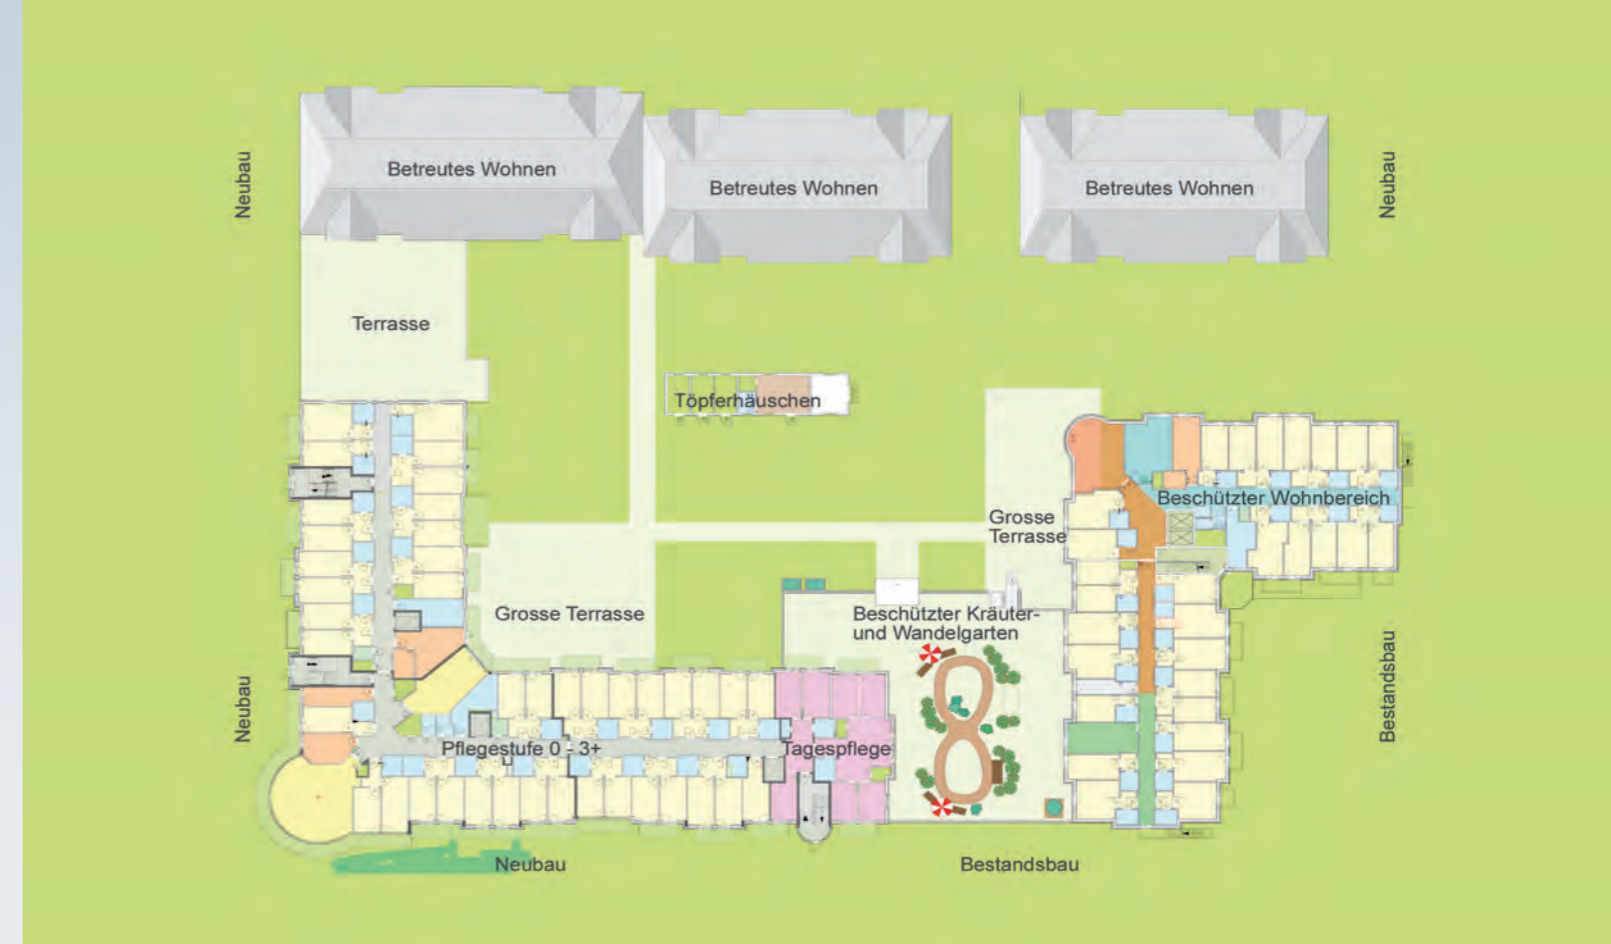 Betreutes Wohnen
Betreutes Wohnen
Betreutes Wohnen
Neubau
Neubau
Terrasse
Töpferhäuschen
Beschützter Wohnbereich
Grosse
Terrasse
Grosse Terrasse
Beschützter Kräuter-
und Wandelgarten
Neubau
Bestandsbau
Pflegestufe 0 - 3+
Tagespflege
Neubau
Bestandsbau